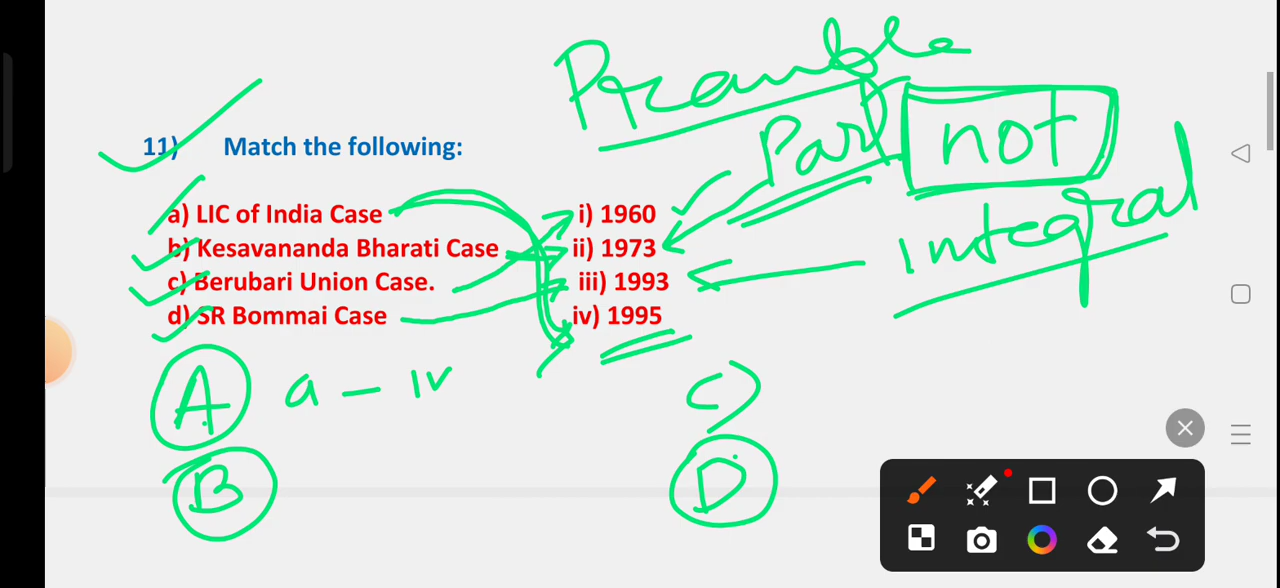 Preamble
Part not
integral
11) Match the following:
a) LIC of India Case i) 1960
b) Kesavananda Bharati Case ii) 1973
c) Berubari Union Case. iii) 1993
d) SR Bommai Case iv) 1995
A a - iv c)
B D